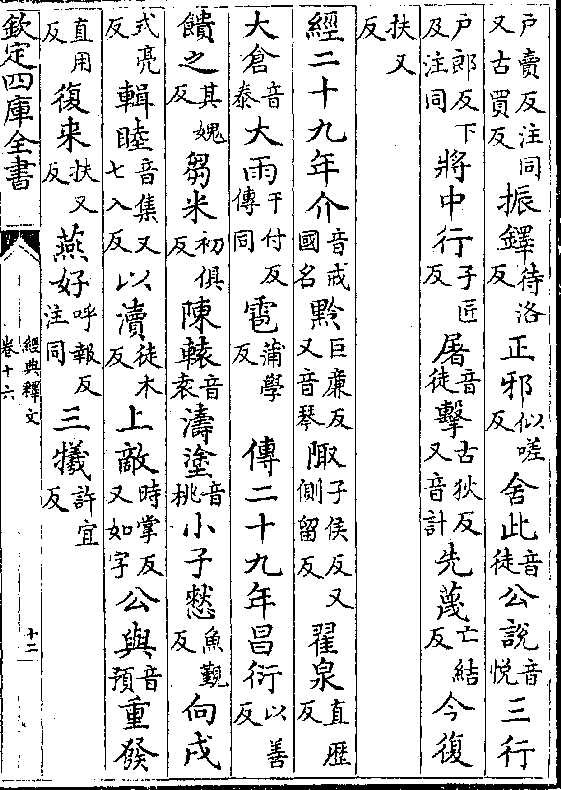 戶賣反注同又古買反振鐸待洛反正邪似嗟反舍此音徒公說音悅三行
戶郎反下及注同將中行子匠反屠音徒擊古狄反又音計先蔑亡結反今復
扶又反
經二十九年介音戒國名黔巨廉反又音琴陬子侯反又側留反翟泉直歴反
大倉音泰大雨于付反傳同雹蒲學反 傳二十九年昌衍以善反
饋之其媿反芻米初俱反陳轅音袁濤塗音桃小子憖魚覲反向戌
式亮反輯睦音集又七入反以瀆徒木反上敵時掌反又如字公與音預重發
直用反復来扶又反燕好呼報反注同三犧許宜反
欽定四庫全書
經典釋文
卷十六
十二